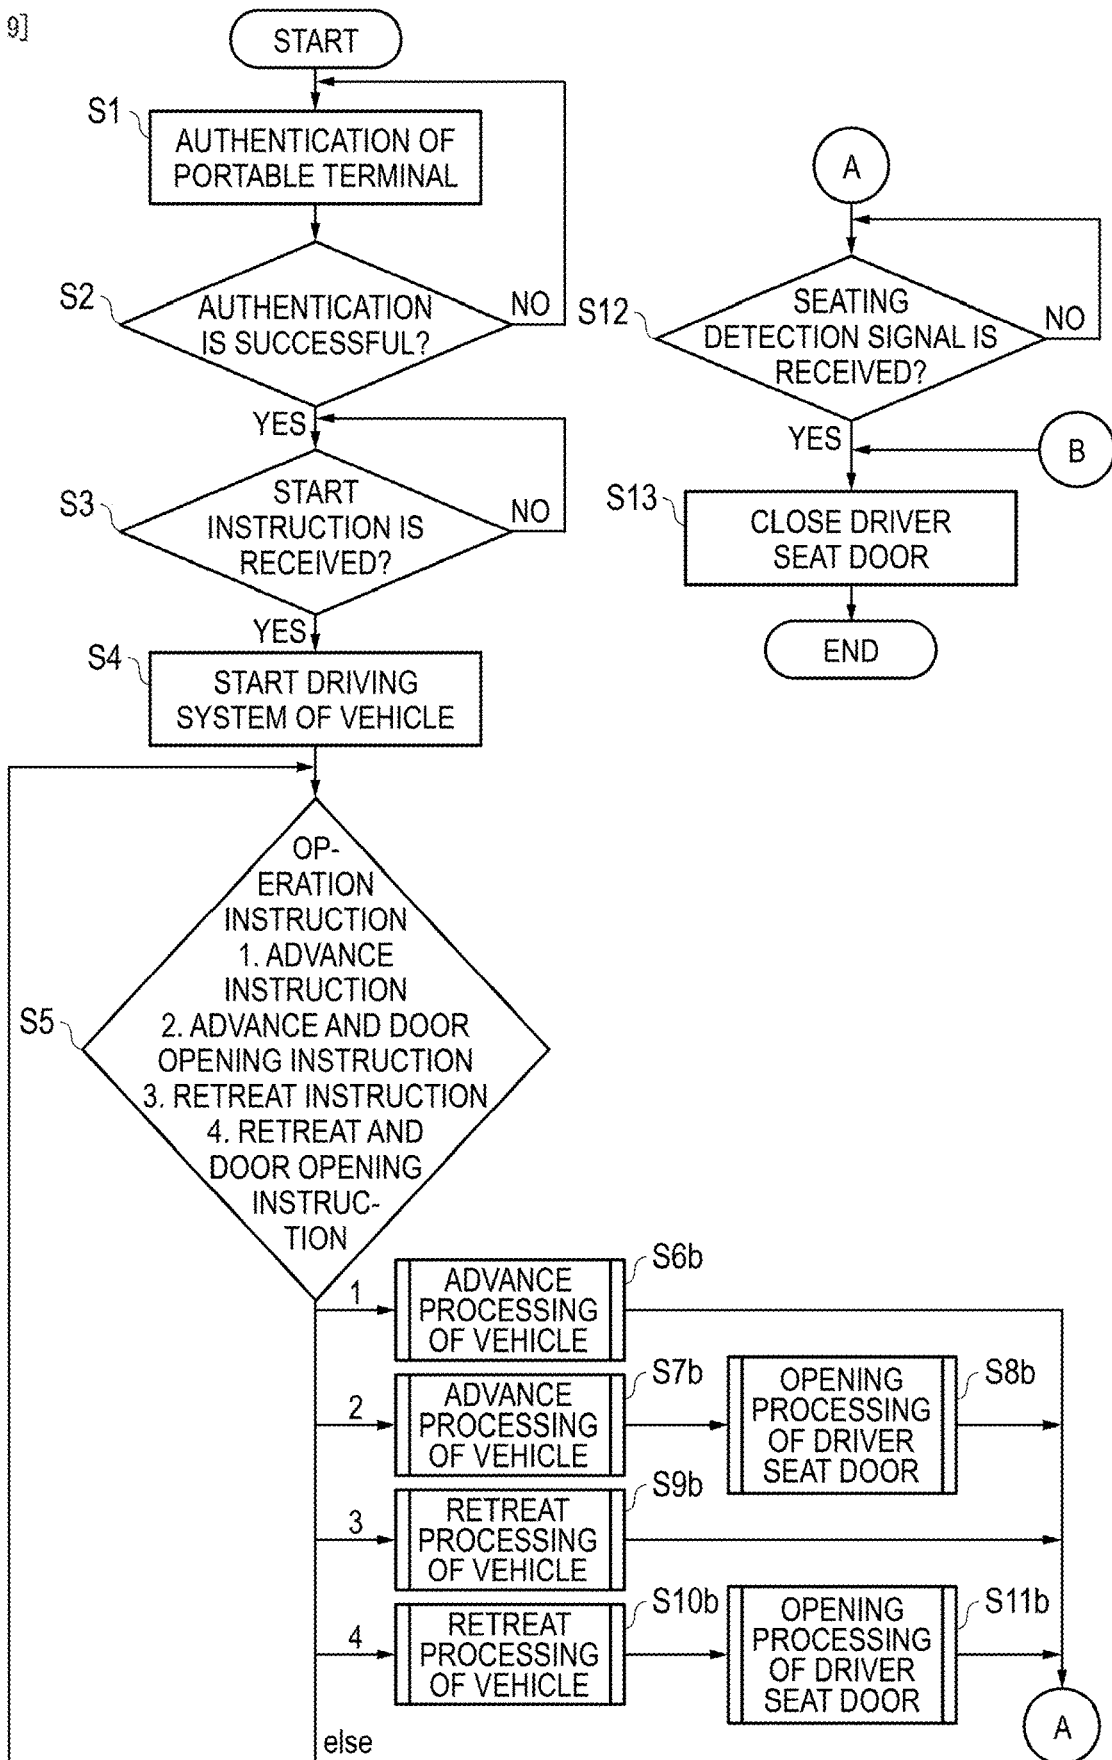 9]
START
S1
AUTHENTICATION OF
PORTABLE TERMINAL
S2
AUTHENTICATION
IS SUCCESSFUL?
NO
YES
S3
START
INSTRUCTION IS
RECEIVED?
NO
YES
S4
START DRIVING
SYSTEM OF VEHICLE
S5
OP-
ERATION
INSTRUCTION
1. ADVANCE
INSTRUCTION
2. ADVANCE AND DOOR
OPENING INSTRUCTION
3. RETREAT INSTRUCTION
4. RETREAT AND
DOOR OPENING
INSTRUC-
TION
1
ADVANCE
PROCESSING
OF VEHICLE
S6b
2
ADVANCE
PROCESSING
OF VEHICLE
S7b
OPENING
PROCESSING
OF DRIVER
SEAT DOOR
S8b
3
RETREAT
PROCESSING
OF VEHICLE
S9b
4
RETREAT
PROCESSING
OF VEHICLE
S10b
OPENING
PROCESSING
OF DRIVER
SEAT DOOR
S11b
A
else
A
S12
SEATING
DETECTION SIGNAL IS
RECEIVED?
NO
YES
B
S13
CLOSE DRIVER
SEAT DOOR
END